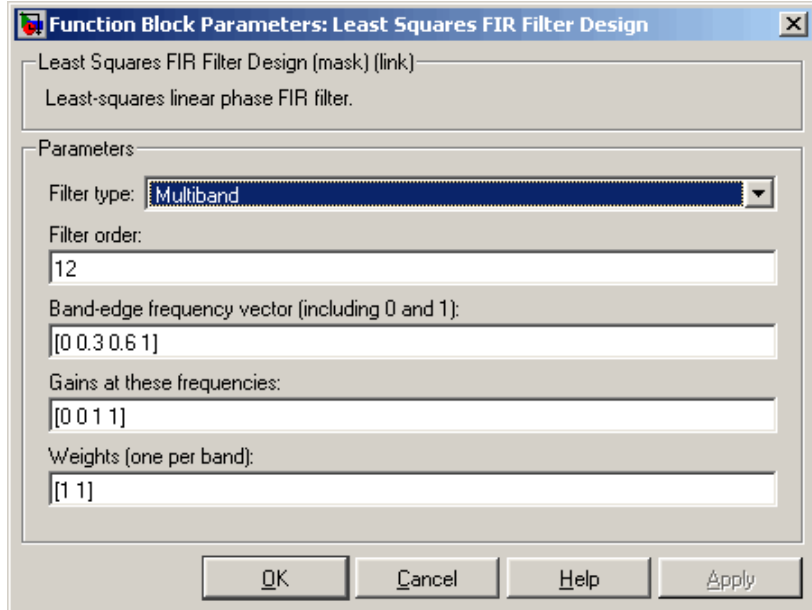 Function Block Parameters: Least Squares FIR Filter Design
Least Squares FIR Filter Design (mask) (link)
Least-squares linear phase FIR filter.
Parameters
Filter type: Multiband
Filter order:
12
Band-edge frequency vector (including 0 and 1):
[0 0.3 0.6 1]
Gains at these frequencies:
[0 0 1 1]
Weights (one per band):
[1 1]
OK Cancel Help Apply